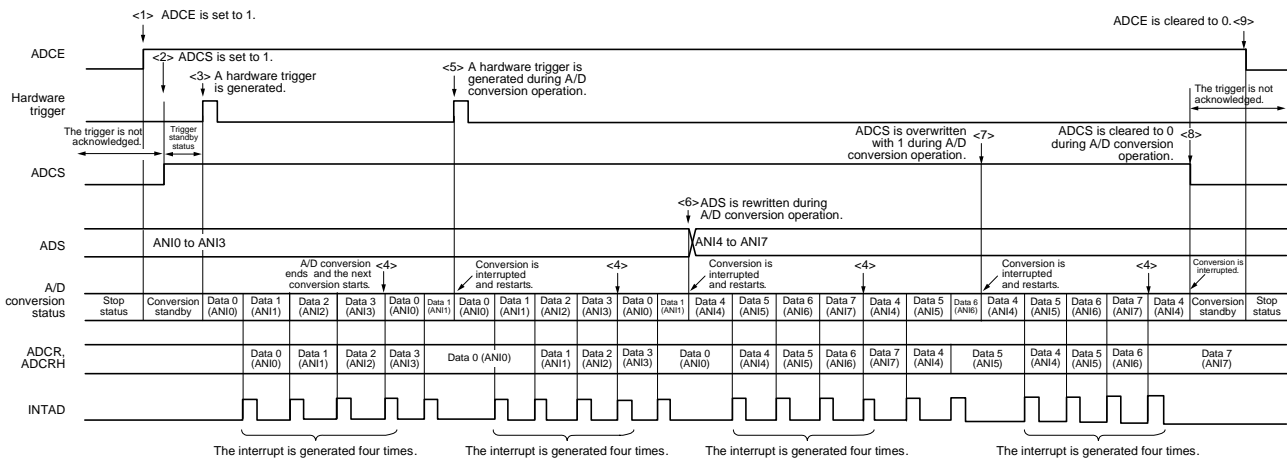 <1> ADCE is set to 1.
ADCE is cleared to 0. <9>
ADCE
<2> ADCS is set to 1.
<3> A hardware trigger
is generated.
<5> A hardware trigger is
generated during A/D
conversion operation.
Hardware
trigger
The trigger is not
acknowledged.
The trigger is not
acknowledged.
Trigger
standby
status
ADCS is overwritten
with 1 during A/D
conversion operation.
<7>
ADCS is cleared to 0
during A/D conversion
operation.
<8>
ADCS
<6> ADS is rewritten during
A/D conversion operation.
ADS
ANI0 to ANI3
ANI4 to ANI7
A/D conversion
ends and the next
conversion starts.
<4>
Conversion is
interrupted
and restarts.
<4>
Conversion is
interrupted
and restarts.
<4>
Conversion is
interrupted
and restarts.
<4>
Conversion is
interrupted.
A/D
conversion
status
Stop
status
Conversion
standby
Data 0
(ANI0)
Data 1
(ANI1)
Data 2
(ANI2)
Data 3
(ANI3)
Data 0
(ANI0)
Data 1
(ANI1)
Data 0
(ANI0)
Data 1
(ANI1)
Data 2
(ANI2)
Data 3
(ANI3)
Data 0
(ANI0)
Data 1
(ANI1)
Data 4
(ANI4)
Data 5
(ANI5)
Data 6
(ANI6)
Data 7
(ANI7)
Data 4
(ANI4)
Data 5
(ANI5)
Data 6
(ANI6)
Data 4
(ANI4)
Data 5
(ANI5)
Data 6
(ANI6)
Data 7
(ANI7)
Data 4
(ANI4)
Conversion
standby
Stop
status
ADCR,
ADCRH
Data 0
(ANI0)
Data 1
(ANI1)
Data 2
(ANI2)
Data 3
(ANI3)
Data 0 (ANI0)
Data 1
(ANI1)
Data 2
(ANI2)
Data 3
(ANI3)
Data 0
(ANI0)
Data 4
(ANI4)
Data 5
(ANI5)
Data 6
(ANI6)
Data 7
(ANI7)
Data 4
(ANI4)
Data 5
(ANI5)
Data 4
(ANI4)
Data 5
(ANI5)
Data 6
(ANI6)
Data 7
(ANI7)
INTAD
The interrupt is generated four times.
The interrupt is generated four times.
The interrupt is generated four times.
The interrupt is generated four times.